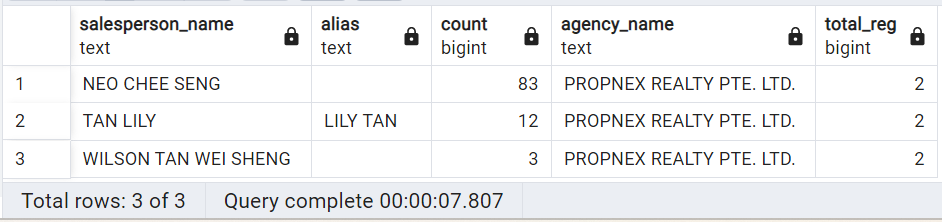 salesperson_name alias count agency_name total_reg
text text bigint text bigint
1 NEO CHEE SENG 83 PROPNEX REALTY PTE. LTD. 2
2 TAN LILY LILY TAN 12 PROPNEX REALTY PTE. LTD. 2
3 WILSON TAN WEI SHENG 3 PROPNEX REALTY PTE. LTD. 2
Total rows: 3 of 3 Query complete 00:00:07.807